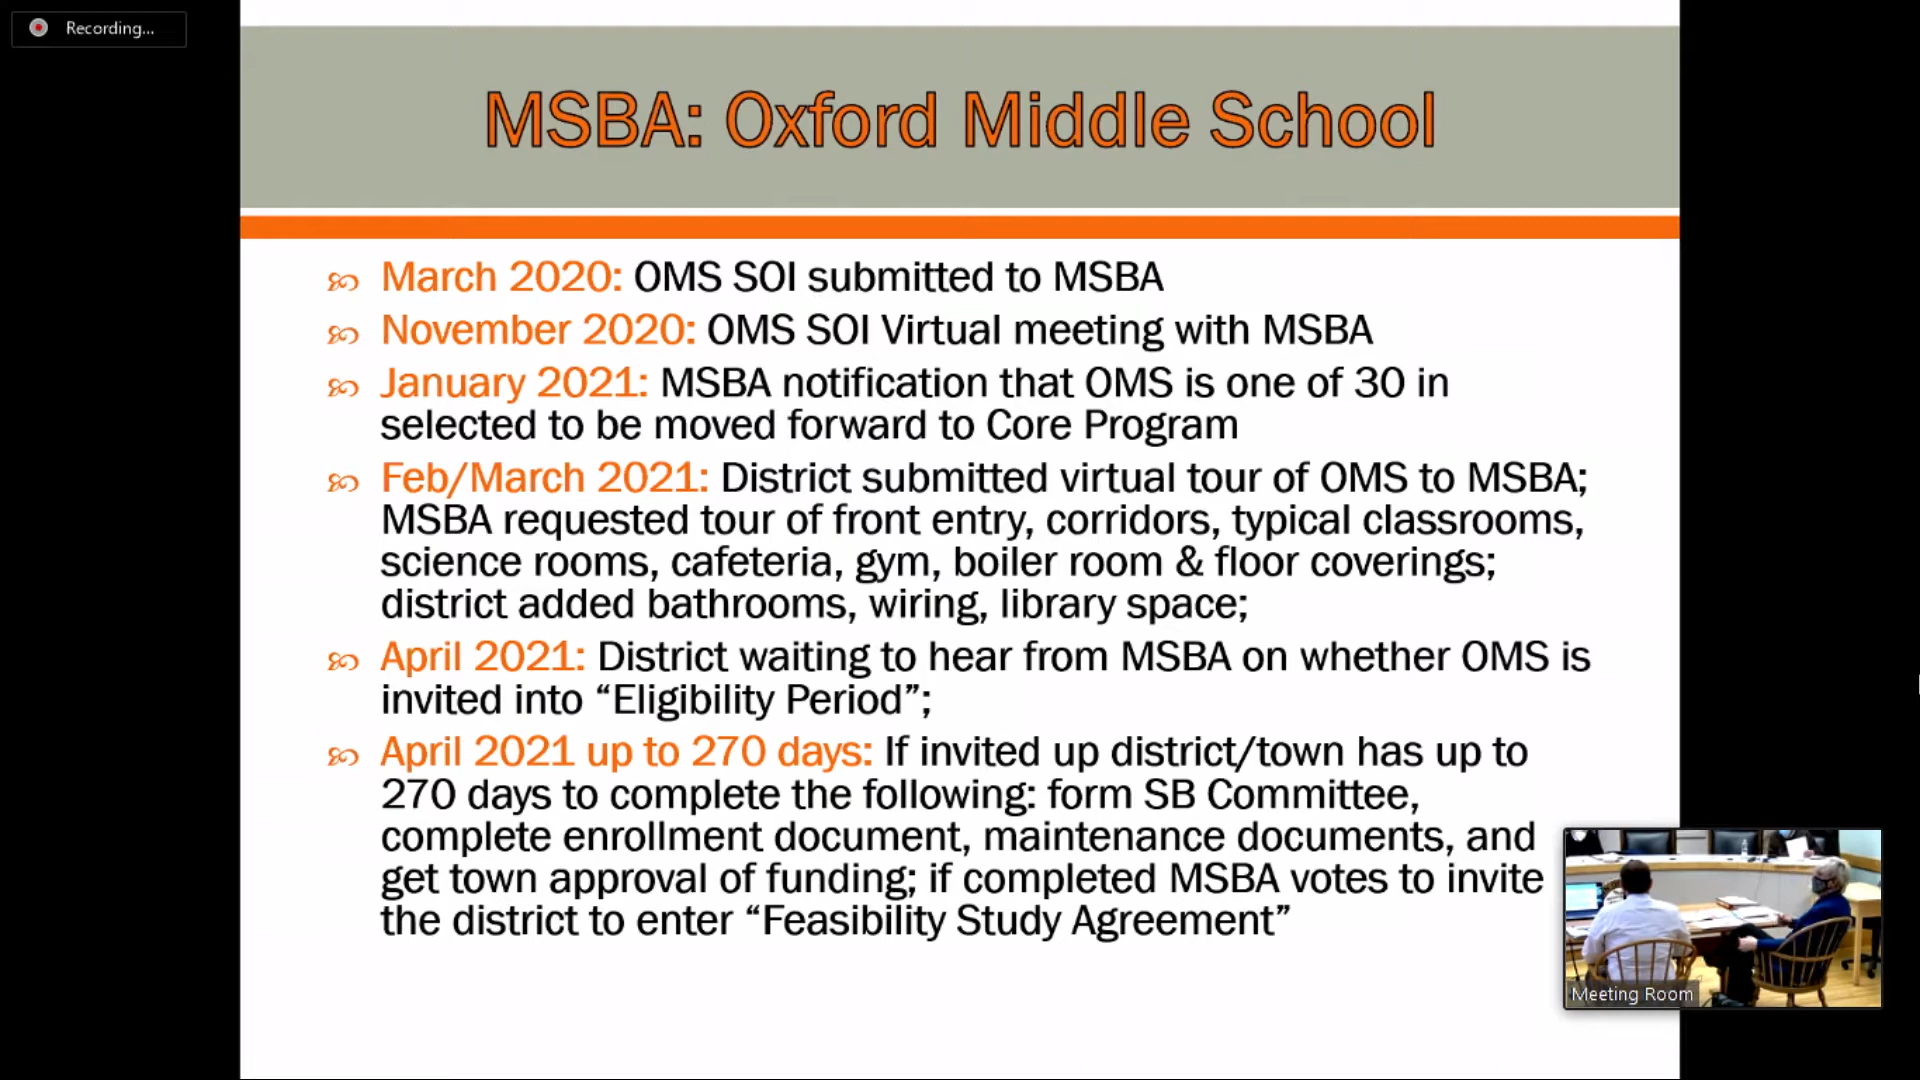 Recording...
MSBA: Oxford Middle School
March 2020: OMS SOI submitted to MSBA
November 2020: OMS SOI Virtual meeting with MSBA
January 2021: MSBA notification that OMS is one of 30 in
selected to be moved forward to Core Program
Feb/March 2021: District submitted virtual tour of OMS to MSBA;
MSBA requested tour of front entry, corridors, typical classrooms,
science rooms, cafeteria, gym, boiler room & floor coverings;
district added bathrooms, wiring, library space;
April 2021: District waiting to hear from MSBA on whether OMS is
invited into “Eligibility Period”;
April 2021 up to 270 days: If invited up district/town has up to
270 days to complete the following: form SB Committee,
complete enrollment document, maintenance documents, and
get town approval of funding; if completed MSBA votes to invite
the district to enter “Feasibility Study Agreement”
Meeting Room